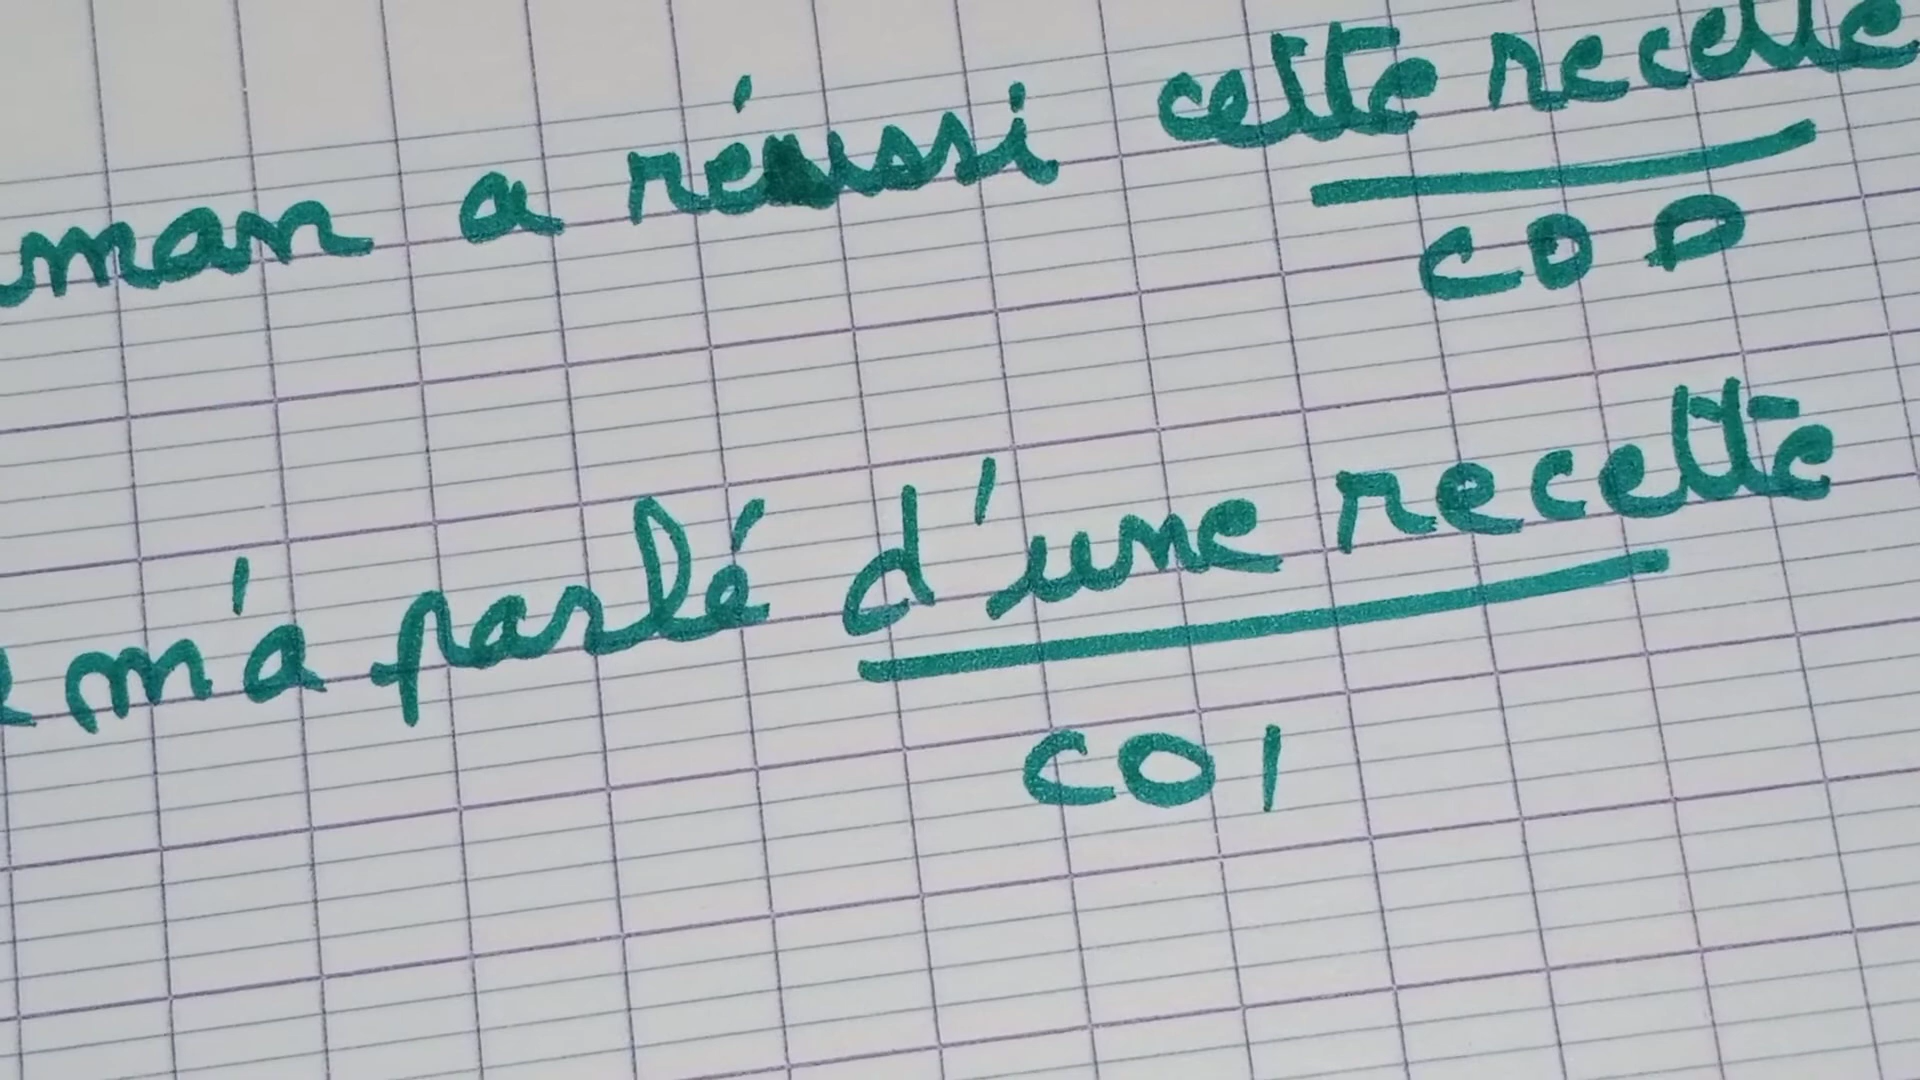 man a réussi cette recette
COD
m'a parlé d'une recette
COI